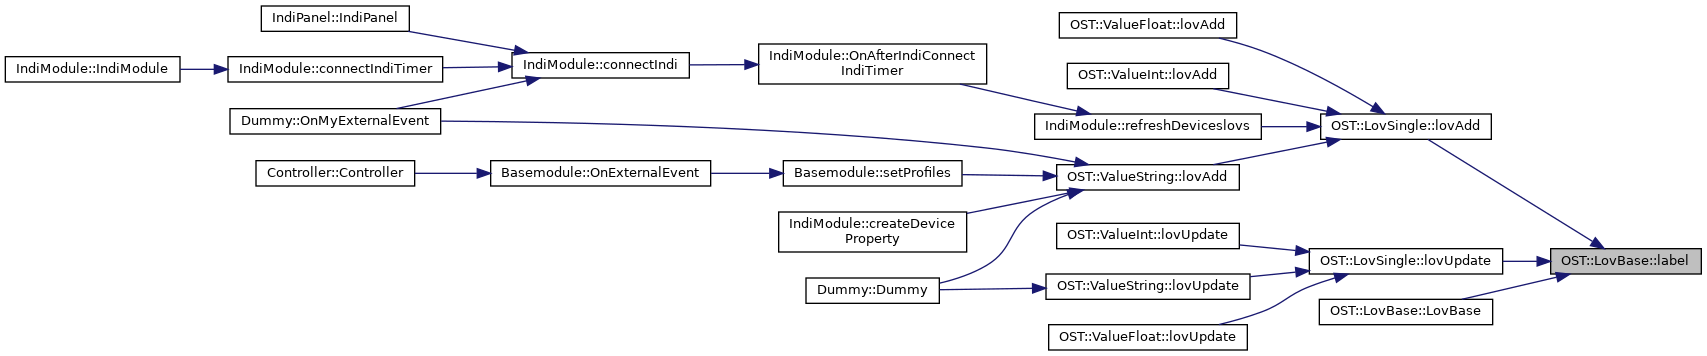 IndiModule::IndiModule
IndiPanel::IndiPanel
IndiModule::connectIndiTimer
Dummy::OnMyExternalEvent
Controller::Controller
IndiModule::connectIndi
Basemodule::OnExternalEvent
IndiModule::OnAfterIndiConnect
IndiTimer
Basemodule::setProfiles
IndiModule::createDevice
Property
Dummy::Dummy
OST::ValueFloat::lovAdd
OST::ValueInt::lovAdd
IndiModule::refreshDeviceslovs
OST::ValueString::lovAdd
OST::ValueInt::lovUpdate
OST::ValueString::lovUpdate
OST::ValueFloat::lovUpdate
OST::LovSingle::lovAdd
OST::LovSingle::lovUpdate
OST::LovBase::LovBase
OST::LovBase::label